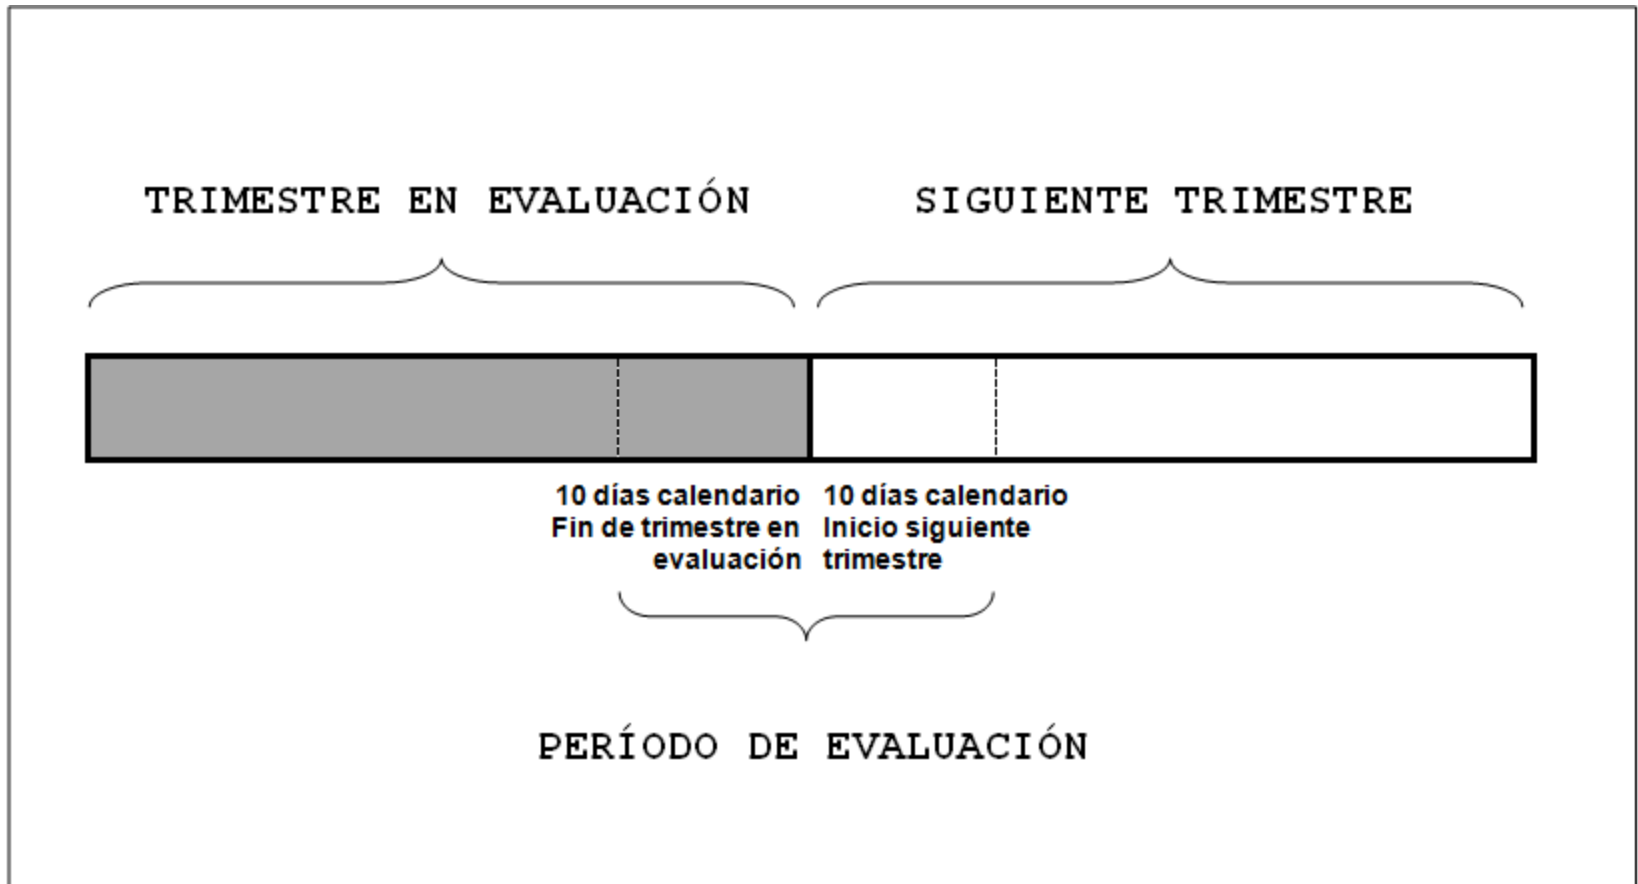 TRIMESTRE EN EVALUACIÓN
SIGUIENTE TRIMESTRE
10 días calendario
Fin de trimestre en
evaluación
10 días calendario
Inicio siguiente
trimestre
PERÍODO DE EVALUACIÓN